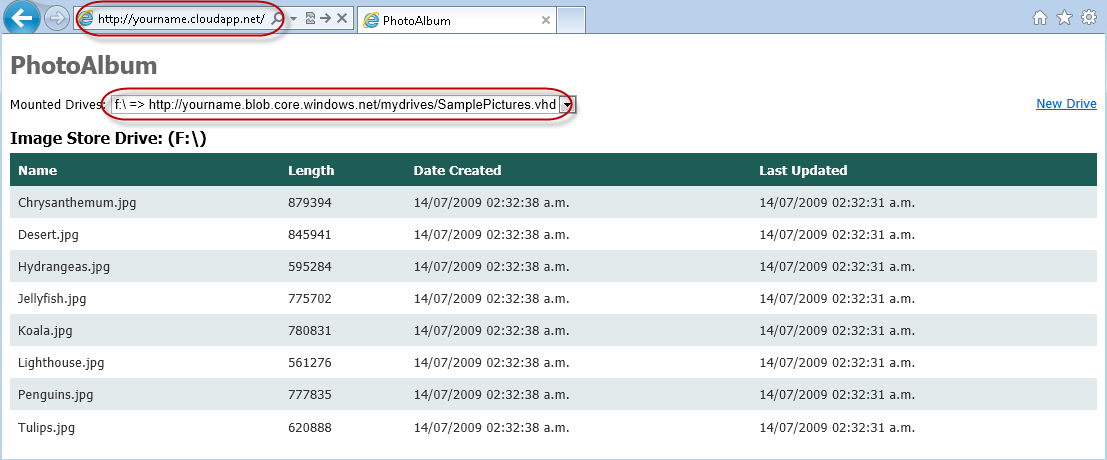 http://yourname.cloudapp.net/ PhotoAlbum
PhotoAlbum
Mounted Drives: f:\ => http://yourname.blob.core.windows.net/mydrives/SamplePictures.vhd New Drive
Image Store Drive: (F:\)
Name Length Date Created Last Updated
Chrysanthemum.jpg 879394 14/07/2009 02:32:38 a.m. 14/07/2009 02:32:31 a.m.
Desert.jpg 845941 14/07/2009 02:32:38 a.m. 14/07/2009 02:32:31 a.m.
Hydrangeas.jpg 595284 14/07/2009 02:32:38 a.m. 14/07/2009 02:32:31 a.m.
Jellyfish.jpg 775702 14/07/2009 02:32:38 a.m. 14/07/2009 02:32:31 a.m.
Koala.jpg 780831 14/07/2009 02:32:38 a.m. 14/07/2009 02:32:31 a.m.
Lighthouse.jpg 561276 14/07/2009 02:32:38 a.m. 14/07/2009 02:32:31 a.m.
Penguins.jpg 777835 14/07/2009 02:32:38 a.m. 14/07/2009 02:32:31 a.m.
Tulips.jpg 620888 14/07/2009 02:32:38 a.m. 14/07/2009 02:32:31 a.m.